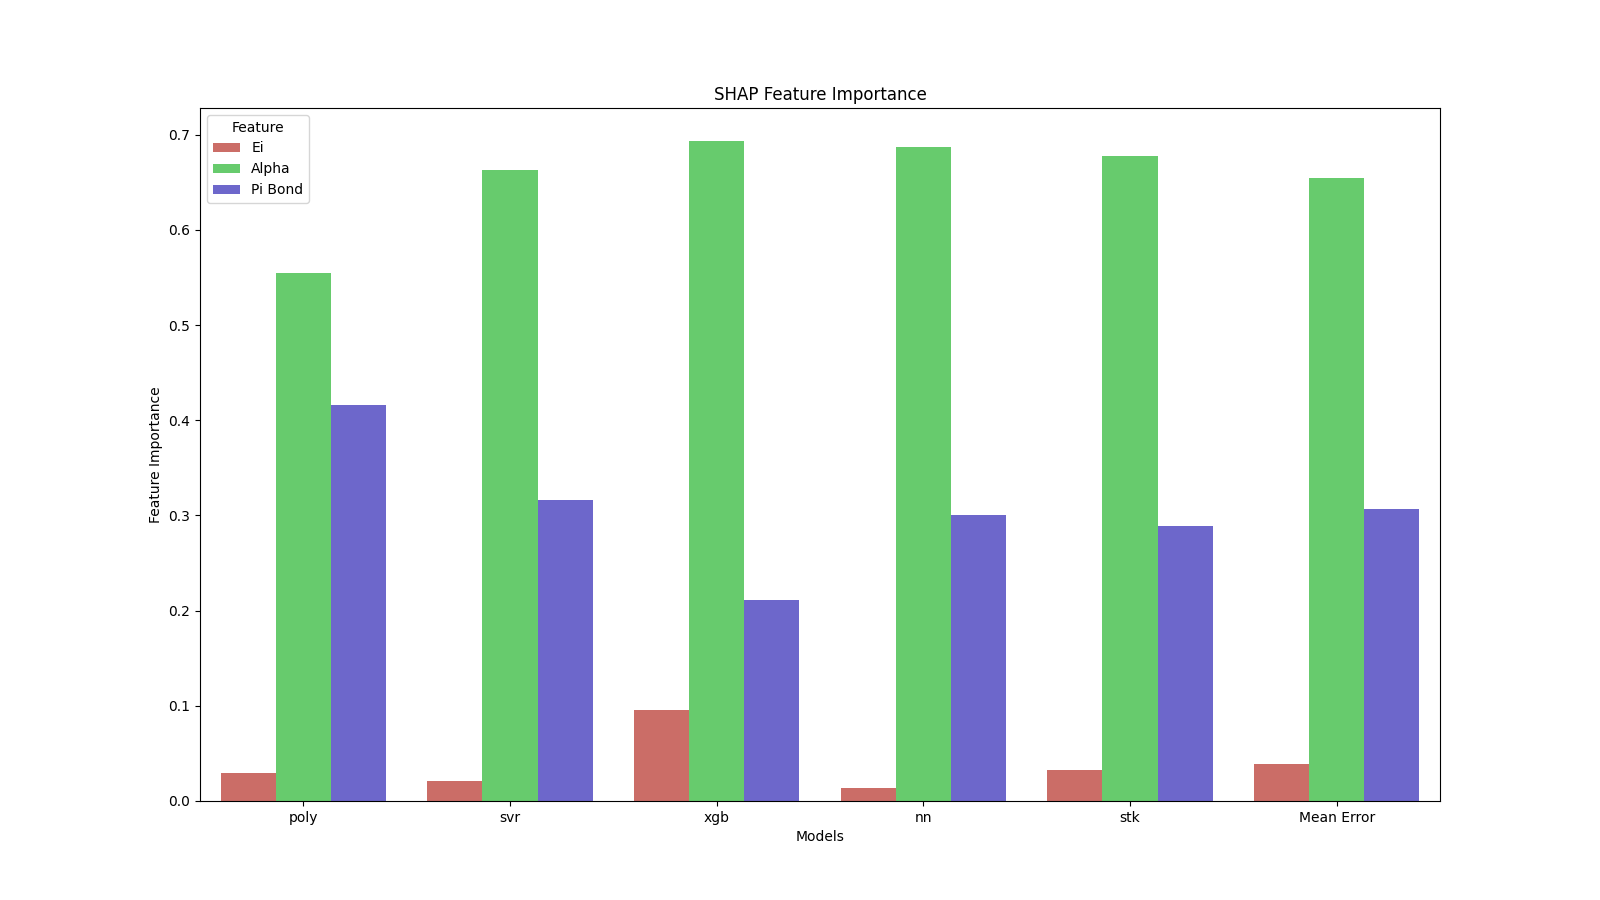 SHAP Feature Importance
Feature
Ei
Alpha
Pi Bond
Feature Importance
0.7
0.6
0.5
0.4
0.3
0.2
0.1
0.0
poly svr xgb nn stk Mean Error
Models